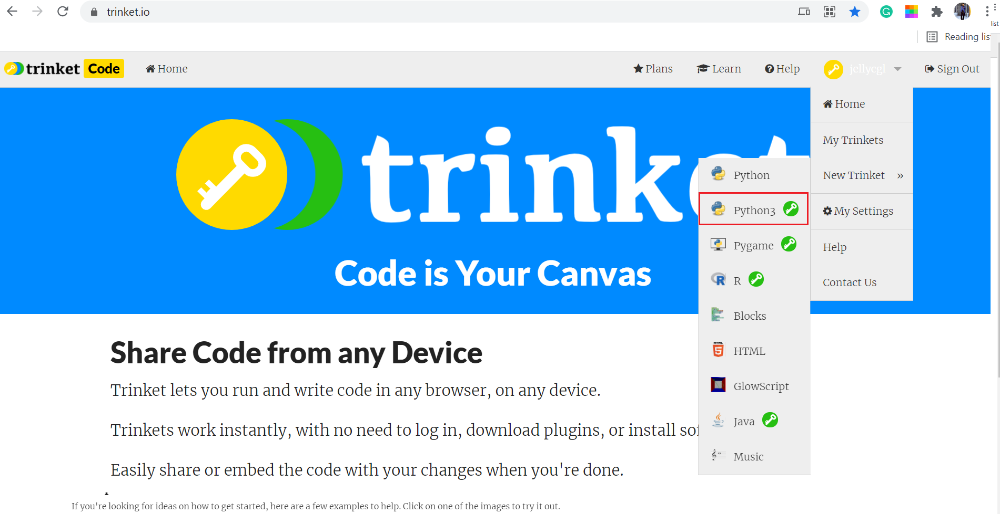 trinket.io
list
Reading lis
trinket Code
Home
Plans
Learn
Help
jellycgl
Sign Out
Home
My Trinkets
New Trinket »
My Settings
Help
Contact Us
trinket
Code is Your Canvas
Python
Python3
Pygame
R
Blocks
HTML
GlowScript
Java
Music
Share Code from any Device
Trinket lets you run and write code in any browser, on any device.
Trinkets work instantly, with no need to log in, download plugins, or install sof
Easily share or embed the code with your changes when you're done.
If you're looking for ideas on how to get started, here are a few examples to help. Click on one of the images to try it out.